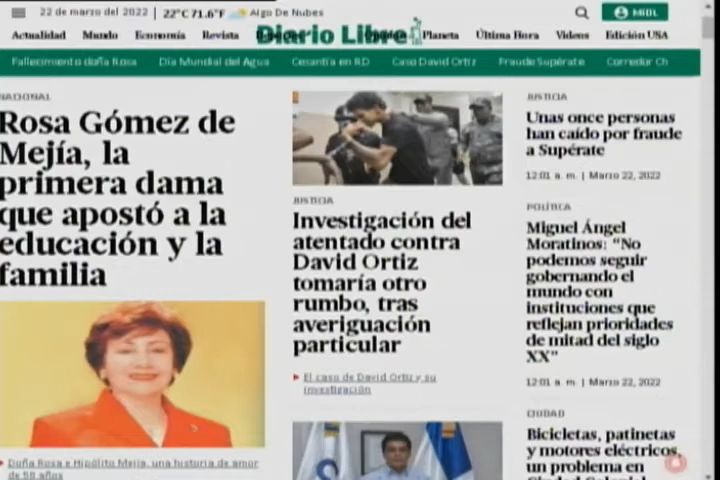 22 de marzo del 2022 | 22°C 71.6°F Algo De Nubes
MiDL
Actualidad Mundo Economía Revista Planeta Última Hora Videos Edición USA
Diario Libre
Fallecimiento doña Rosa Día Mundial del Agua Cesantía en RD Caso David Ortiz Fraude Supérate Corredor Ch
NACIONAL
Rosa Gómez de
Mejía, la
primera dama
que apostó a la
educación y la
familia
Doña Rosa e Hipólito Mejía, una historia de amor
de 58 años
JUSTICIA
Investigación del
atentado contra
David Ortiz
tomaría otro
rumbo, tras
averiguación
particular
El caso de David Ortiz y su
investigación
JUSTICIA
Unas once personas
han caído por fraude
a Supérate
12:01 a. m. | Marzo 22, 2022
POLÍTICA
Miguel Ángel
Moratinos: “No
podemos seguir
gobernando el
mundo con
instituciones que
reflejan prioridades
de mitad del siglo
XX”
12:01 a. m. | Marzo 22, 2022
CIUDAD
Bicicletas, patinetas
y motores eléctricos,
un problema en